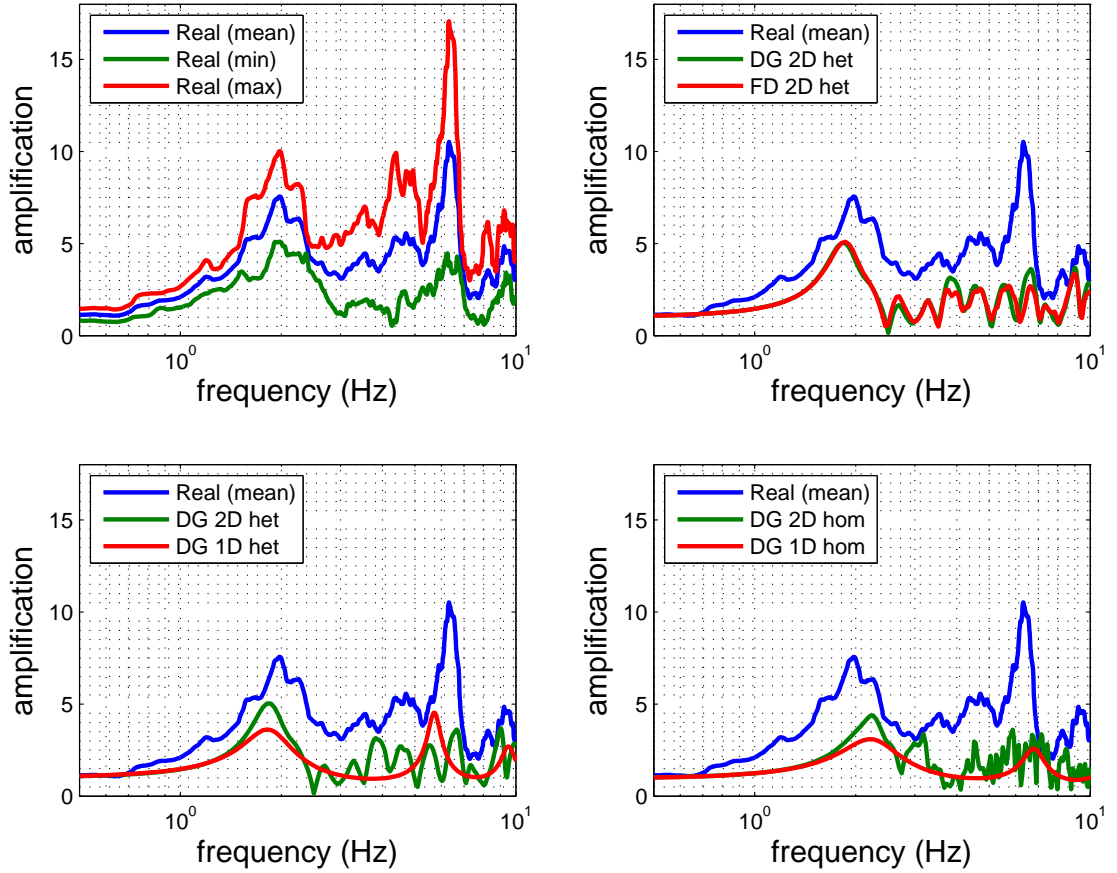 Real (mean)
Real (min)
Real (max)
15
10
5
0
amplification
10^0
10^1
frequency (Hz)
Real (mean)
DG 2D het
FD 2D het
15
10
5
0
amplification
10^0
10^1
frequency (Hz)
Real (mean)
DG 2D het
DG 1D het
15
10
5
0
amplification
10^0
10^1
frequency (Hz)
Real (mean)
DG 2D hom
DG 1D hom
15
10
5
0
amplification
10^0
10^1
frequency (Hz)